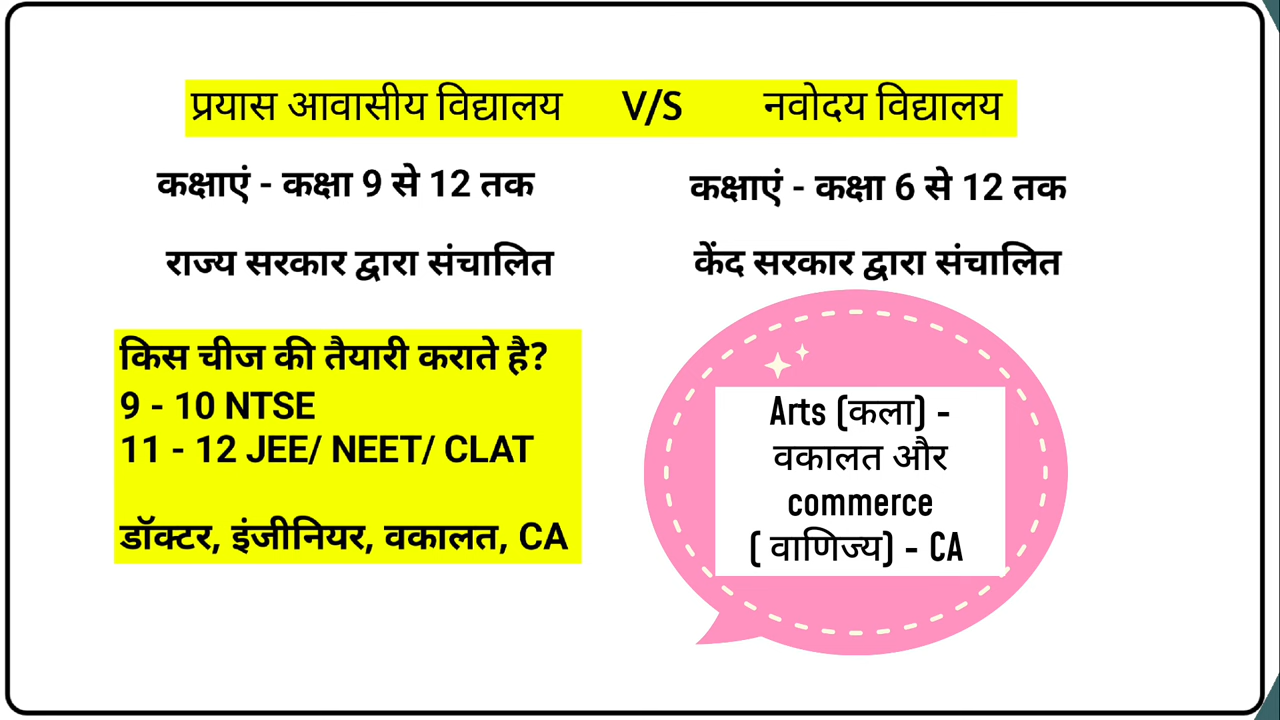 प्रयास आवासीय विद्यालय V/S नवोदय विद्यालय
कक्षाएं - कक्षा 9 से 12 तक
राज्य सरकार द्वारा संचालित
किस चीज की तैयारी कराते है?
9 - 10 NTSE
11 - 12 JEE/ NEET/ CLAT
डॉक्टर, इंजीनियर, वकालत, CA
कक्षाएं - कक्षा 6 से 12 तक
केंद सरकार द्वारा संचालित
Arts (कला) -
वकालत और
commerce
( वाणिज्य) - CA